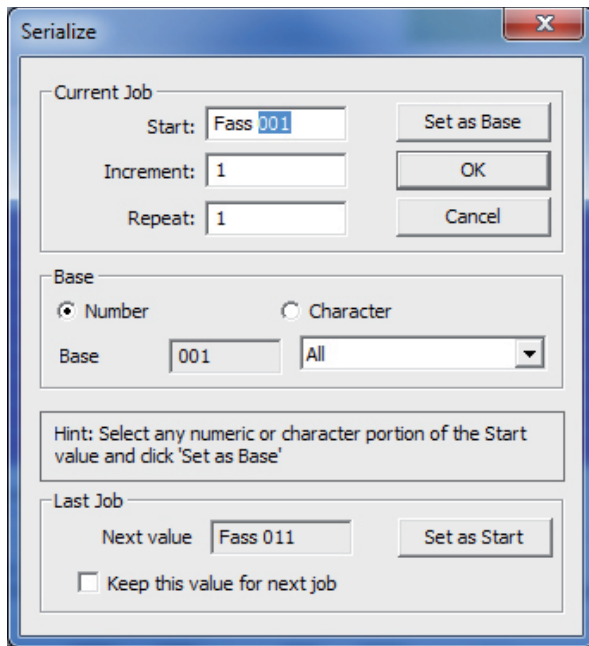 Serialize
Current Job
Start: Fass 001 Set as Base
Increment: 1 OK
Repeat: 1 Cancel
Base
Number Character
Base 001 All
Hint: Select any numeric or character portion of the Start
value and click 'Set as Base'
Last Job
Next value Fass 011 Set as Start
Keep this value for next job